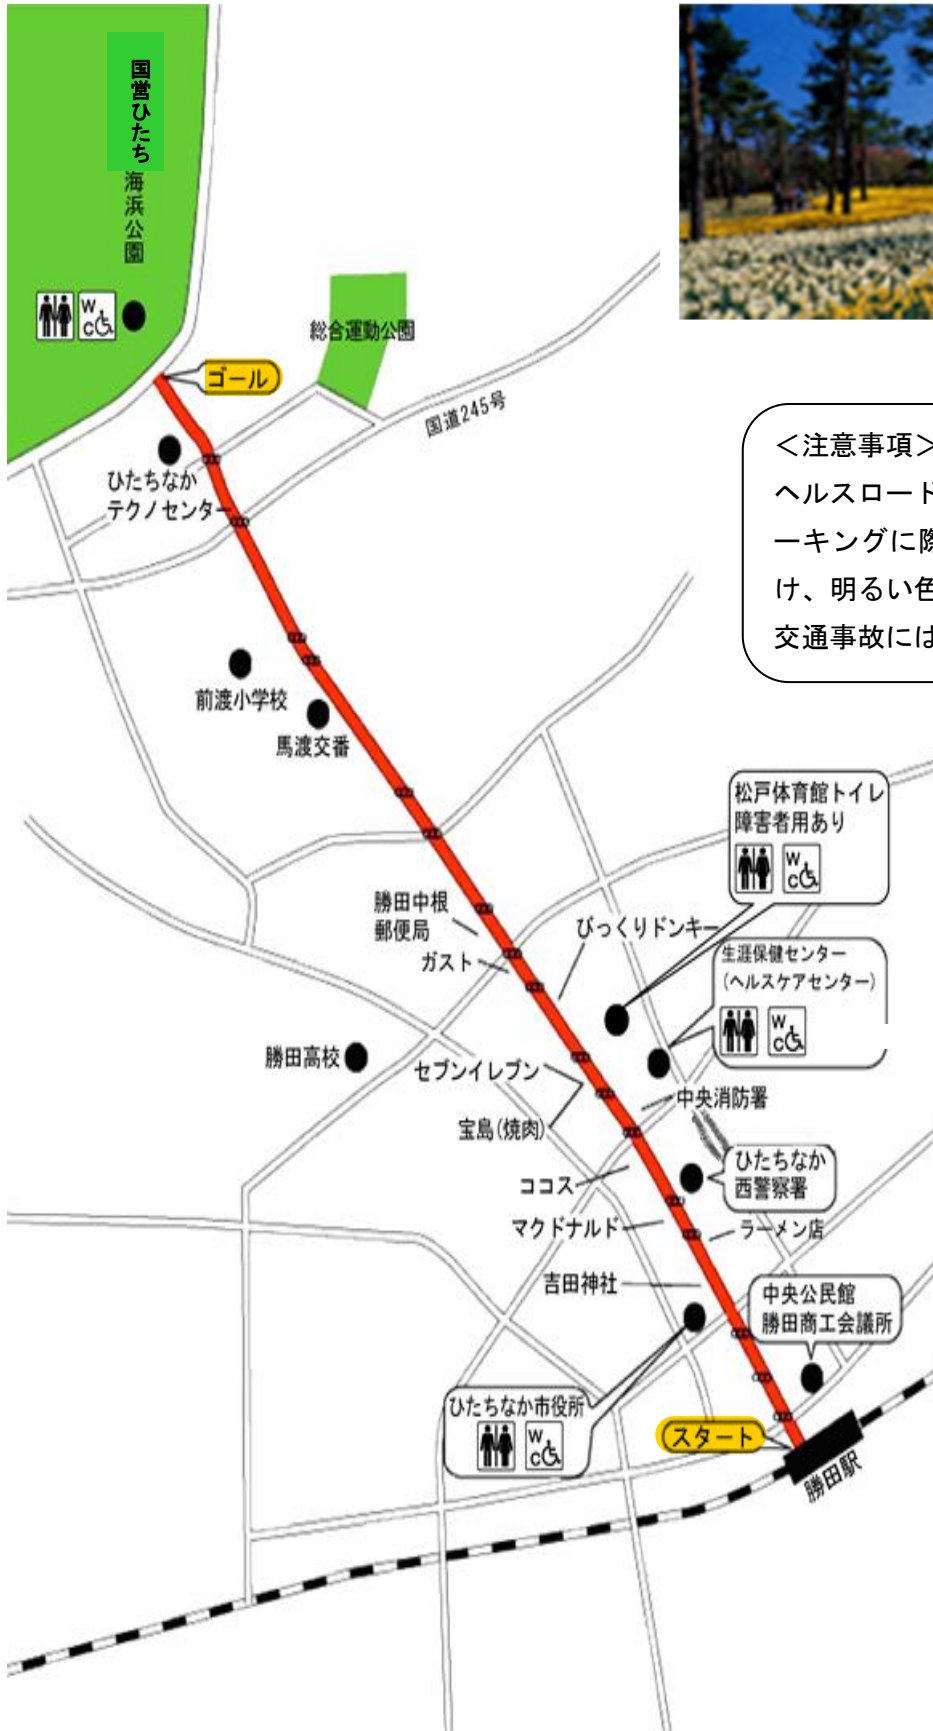 国営ひたち
海浜公園
WC
総合運動公園
ゴール
国道245号
ひたちなか
テクノセンター
<注意事項>
ヘルスロード
ーキングに際
け、明るい色
交通事故には
前渡小学校
馬渡交番
松戸体育館トイレ
障害者用あり
WC
勝田中根
郵便局
びっくりドンキー
ガスト
生涯保健センター
(ヘルスケアセンター)
WC
勝田高校
セブンイレブン
中央消防署
宝島(焼肉)
ひたちなか
西警察署
ココス
マクドナルド
ラーメン店
吉田神社
中央公民館
勝田商工会議所
ひたちなか市役所
WC
スタート
勝田駅